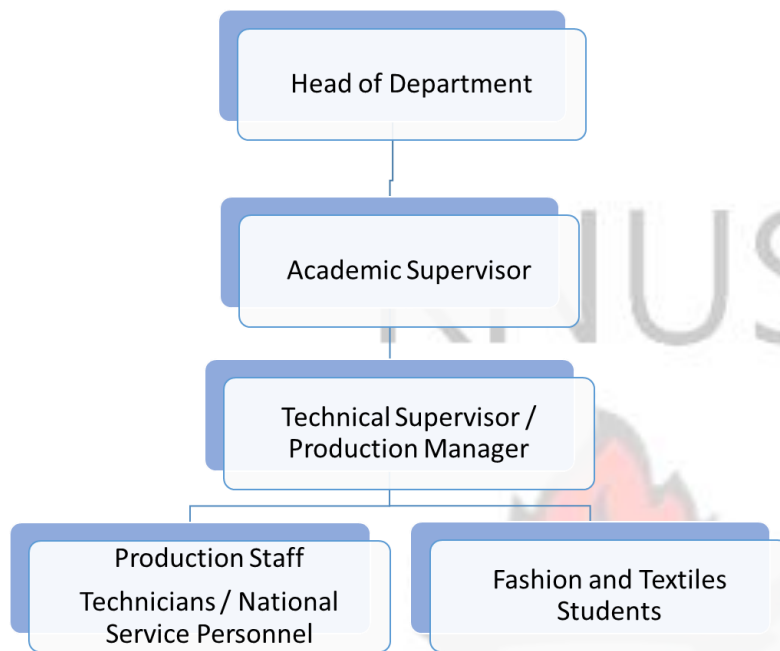 Head of Department
KNUS
Academic Supervisor
Technical Supervisor /
Production Manager
Production Staff
Technicians / National
Service Personnel
Fashion and Textiles
Students